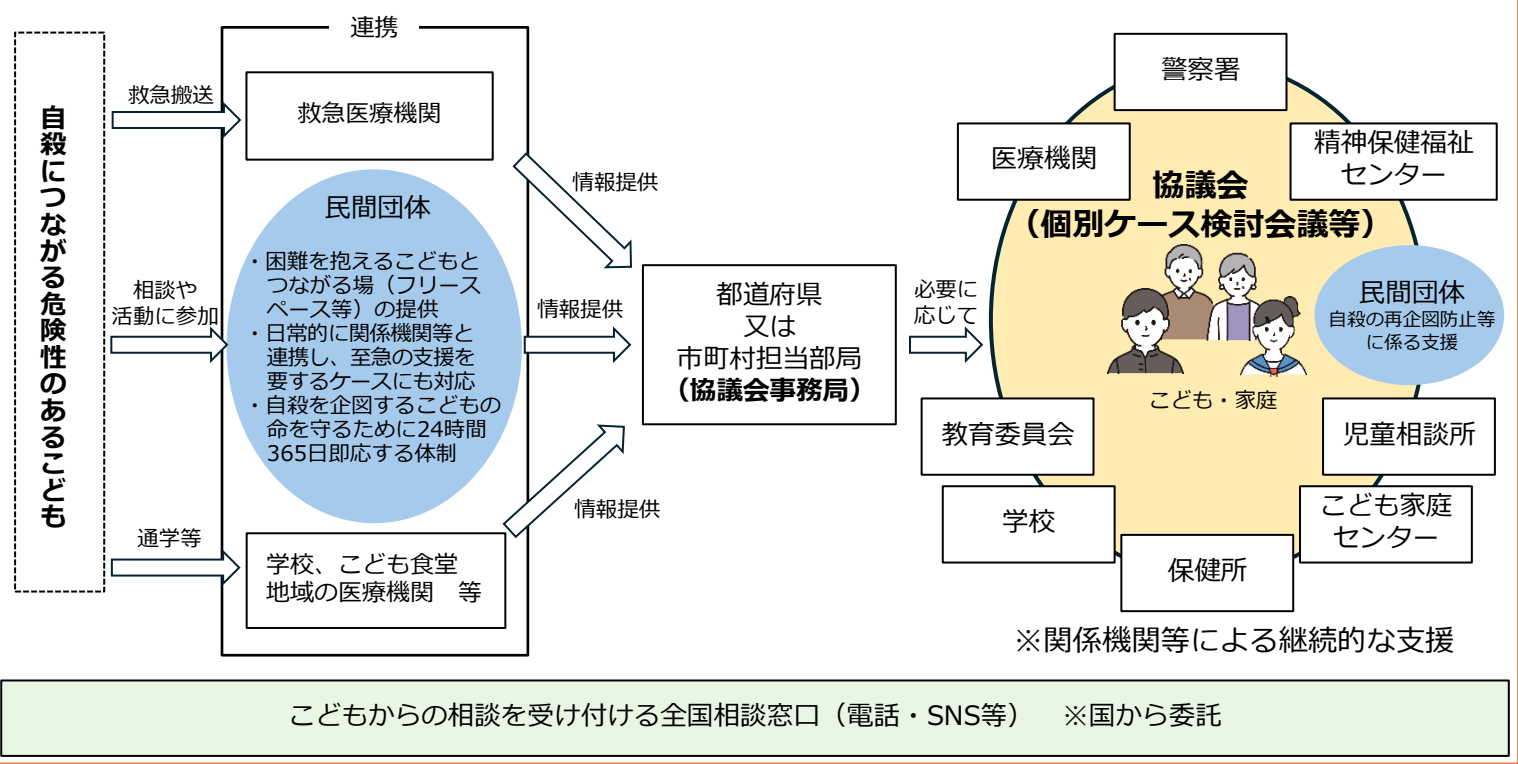 自殺につながる危険性のあるこども
連携
救急搬送
救急医療機関
相談や
活動に参加
民間団体
・困難を抱えるこどもと
つながる場（フリース
ペース等）の提供
・日常的に関係機関等と
連携し、至急の支援を
要するケースにも対応
・自殺を企図するこどもの
命を守るために24時間
365日即応する体制
通学等
学校、こども食堂
地域の医療機関　等
情報提供
情報提供
情報提供
都道府県
又は
市町村担当部局
（協議会事務局）
必要に
応じて
警察署
医療機関
精神保健福祉
センター
協議会
（個別ケース検討会議等）
民間団体
自殺の再企図防止等
に係る支援
こども・家庭
教育委員会
児童相談所
学校
こども家庭
センター
保健所
※関係機関等による継続的な支援
こどもからの相談を受け付ける全国相談窓口（電話・SNS等）　※国から委託